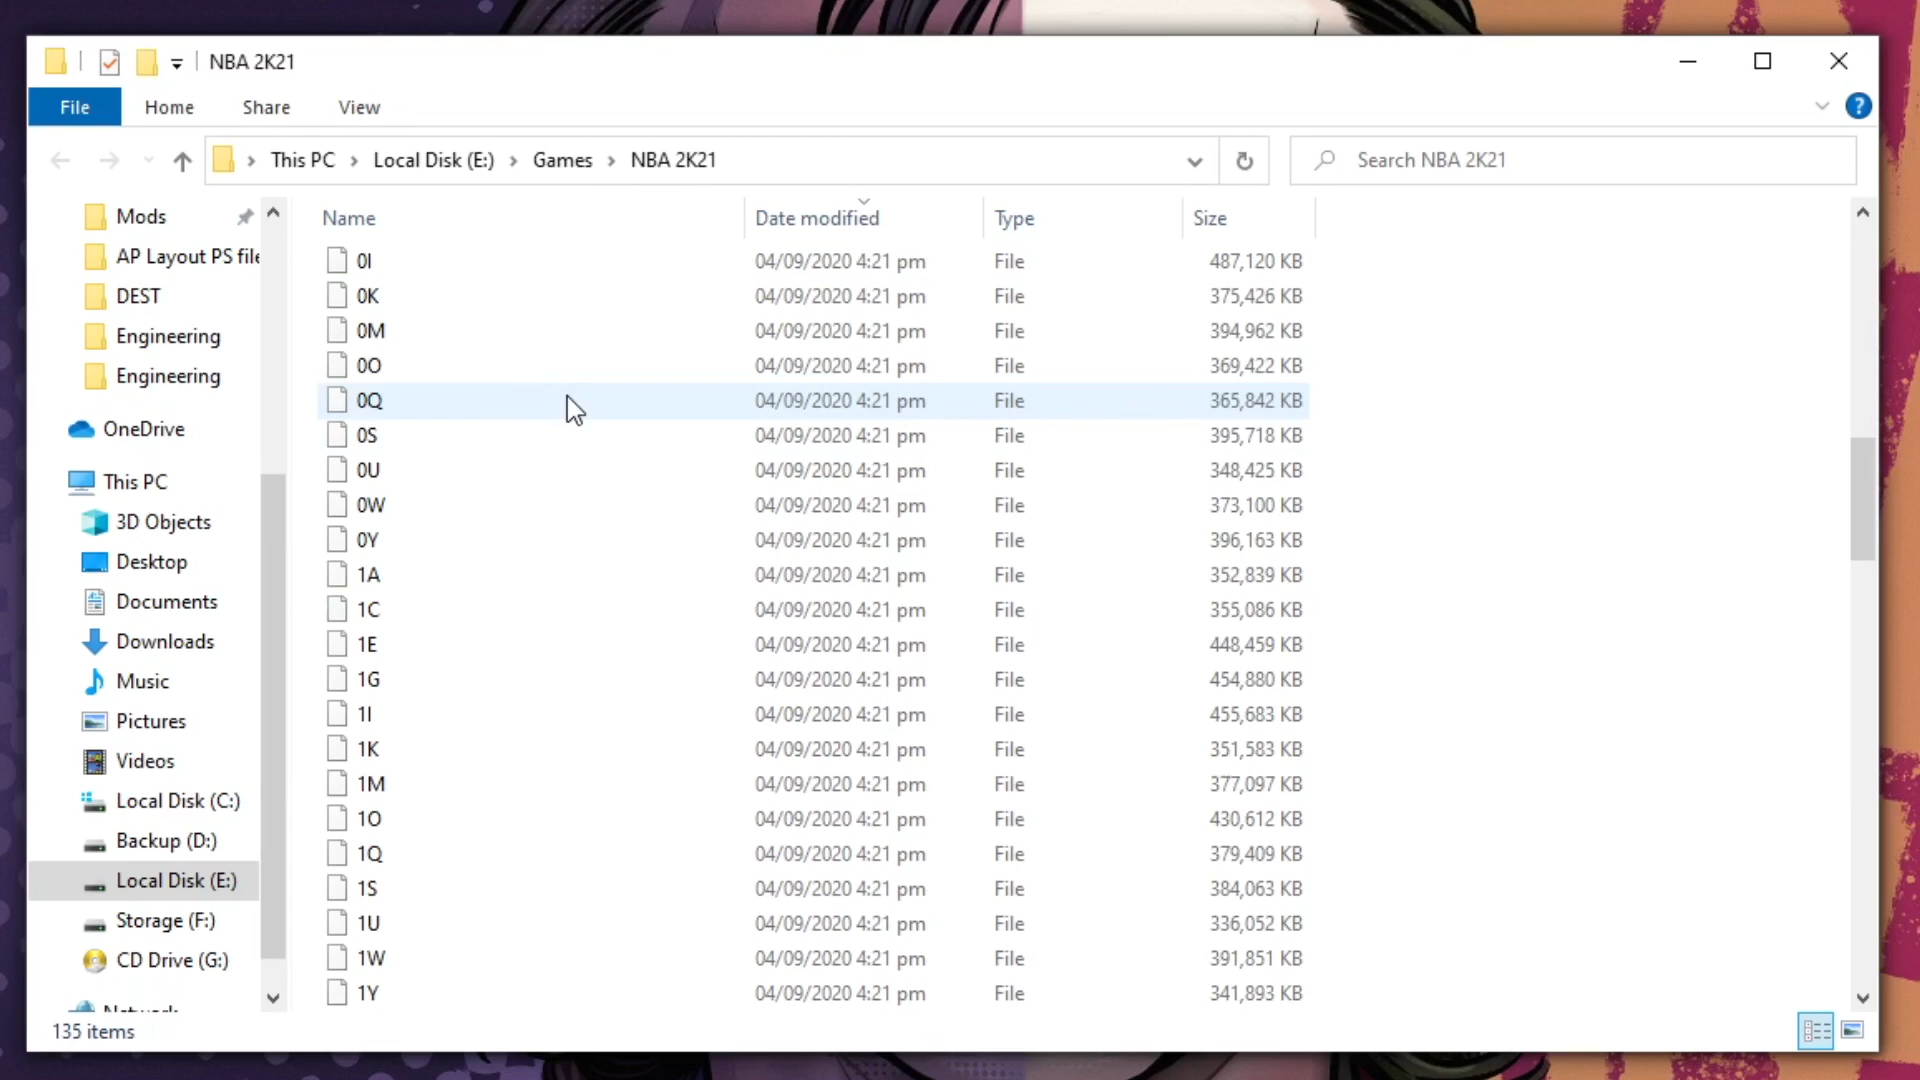 NBA 2K21
File Home Share View
This PC Local Disk (E:) Games NBA 2K21
Search NBA 2K21
Mods
AP Layout PS file
DEST
Engineering
Engineering
OneDrive
This PC
3D Objects
Desktop
Documents
Downloads
Music
Pictures
Videos
Local Disk (C:)
Backup (D:)
Local Disk (E:)
Storage (F:)
CD Drive (G:)
Network
Name Date modified Type Size
0I 04/09/2020 4:21 pm File 487,120 KB
0K 04/09/2020 4:21 pm File 375,426 KB
0M 04/09/2020 4:21 pm File 394,962 KB
0O 04/09/2020 4:21 pm File 369,422 KB
0Q 04/09/2020 4:21 pm File 365,842 KB
0S 04/09/2020 4:21 pm File 395,718 KB
0U 04/09/2020 4:21 pm File 348,425 KB
0W 04/09/2020 4:21 pm File 373,100 KB
0Y 04/09/2020 4:21 pm File 396,163 KB
1A 04/09/2020 4:21 pm File 352,839 KB
1C 04/09/2020 4:21 pm File 355,086 KB
1E 04/09/2020 4:21 pm File 448,459 KB
1G 04/09/2020 4:21 pm File 454,880 KB
1I 04/09/2020 4:21 pm File 455,683 KB
1K 04/09/2020 4:21 pm File 351,583 KB
1M 04/09/2020 4:21 pm File 377,097 KB
1O 04/09/2020 4:21 pm File 430,612 KB
1Q 04/09/2020 4:21 pm File 379,409 KB
1S 04/09/2020 4:21 pm File 384,063 KB
1U 04/09/2020 4:21 pm File 336,052 KB
1W 04/09/2020 4:21 pm File 391,851 KB
1Y 04/09/2020 4:21 pm File 341,893 KB
135 items